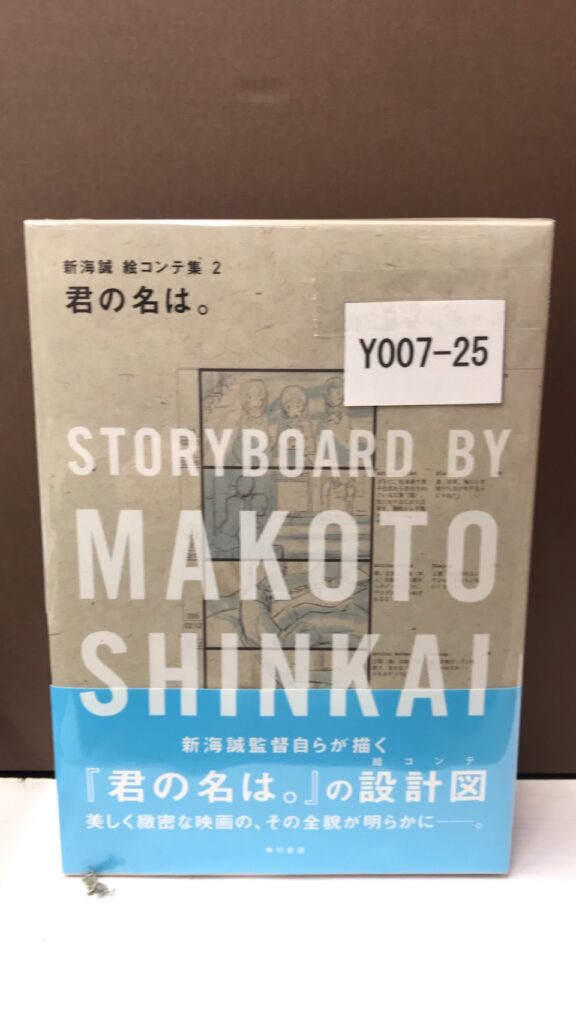 新海誠 絵コンテ集 2
君の名は。
Y007-25
STORYBOARD BY
MAKOTO
SHINKAI
新海誠監督自らが描く
絵コンテ
『君の名は。』の設計図
美しく緻密な映画の、その全貌が明らかに――。
角川書店